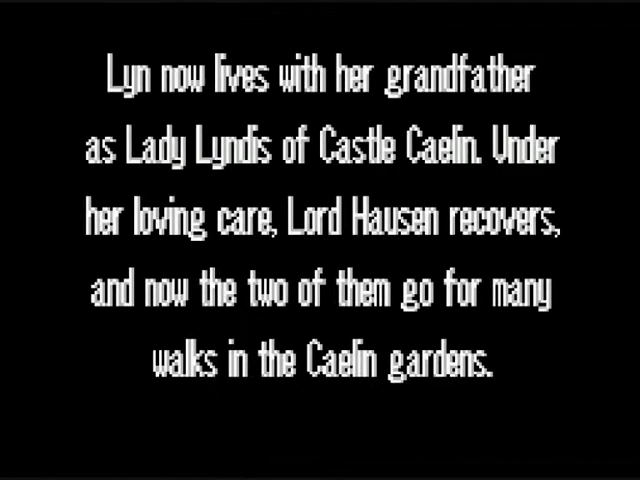 Lyn now lives with her grandfather
as Lady Lyndis of Castle Caelin. Under
her loving care, Lord Hausen recovers,
and now the two of them go for many
walks in the Caelin gardens.